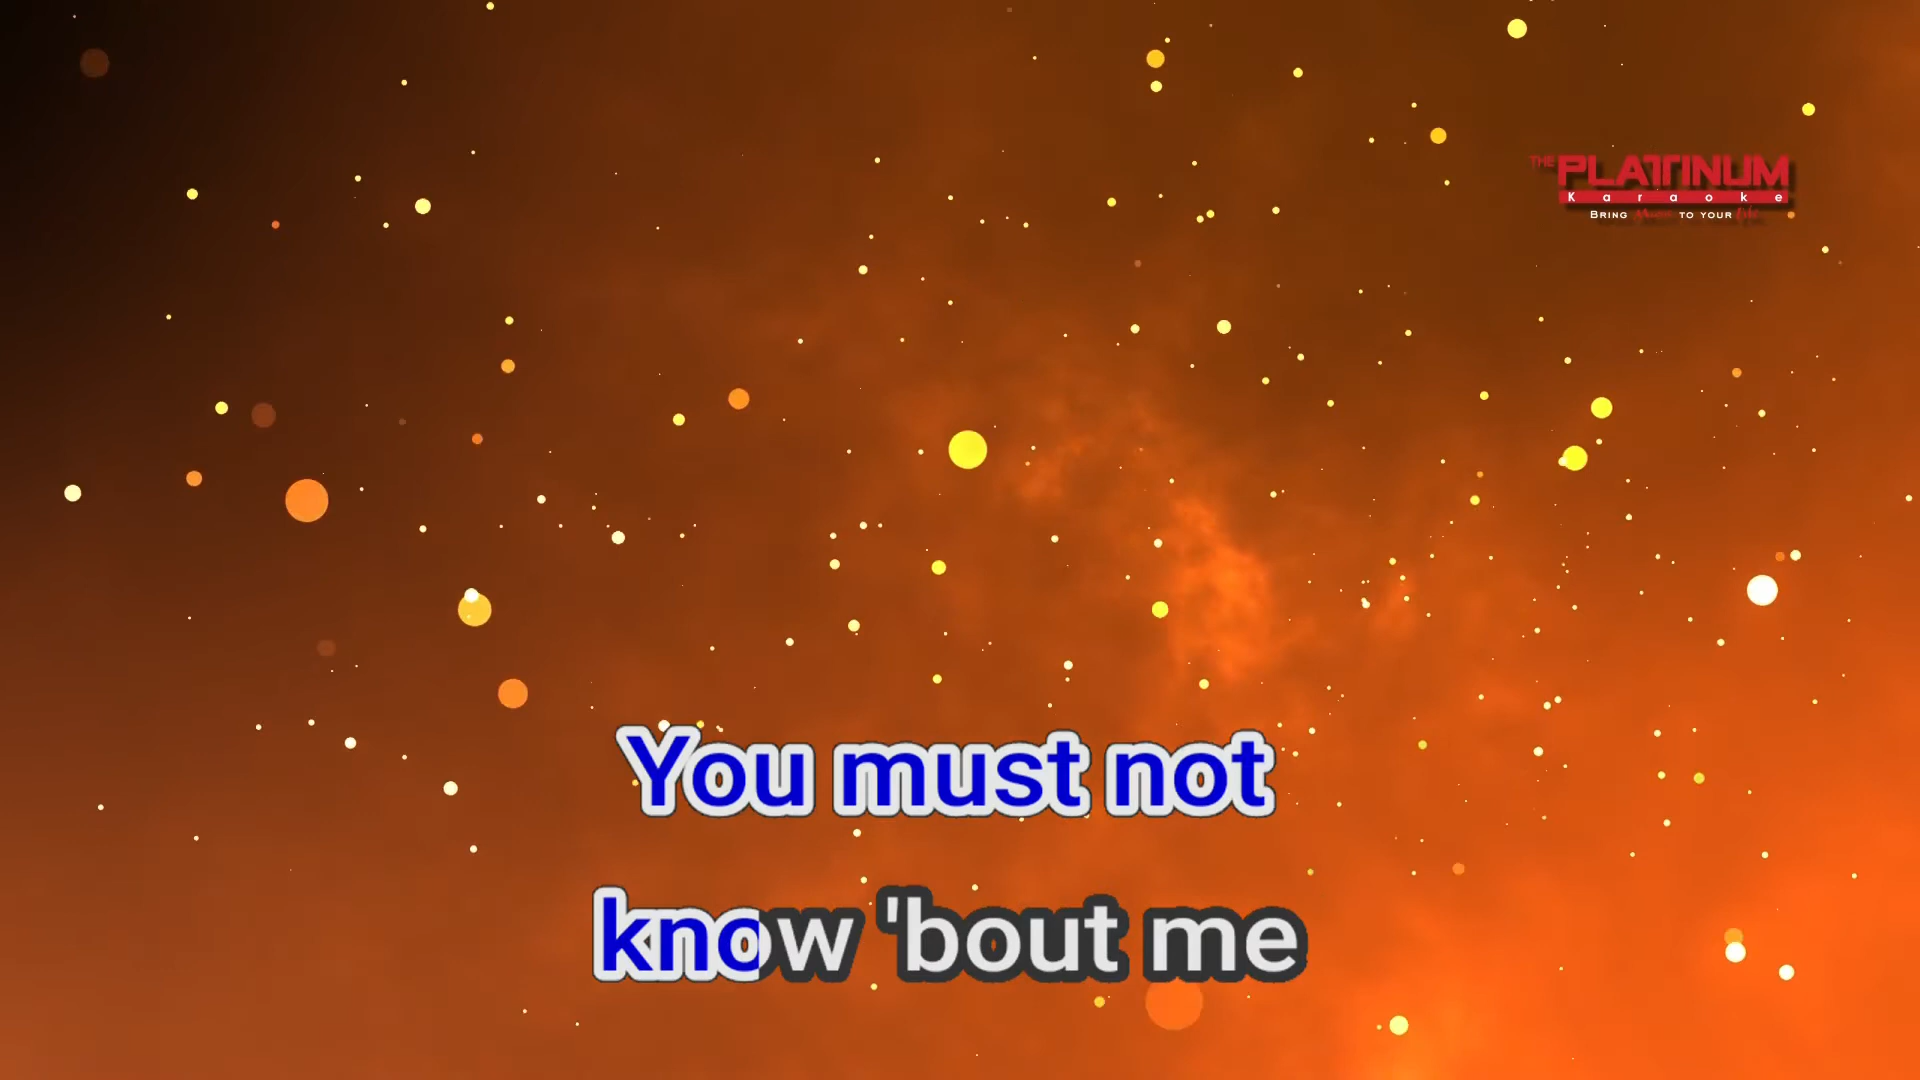 THE PLATINUM
Karaoke
BRING Music TO YOUR Life
You must not
know 'bout me